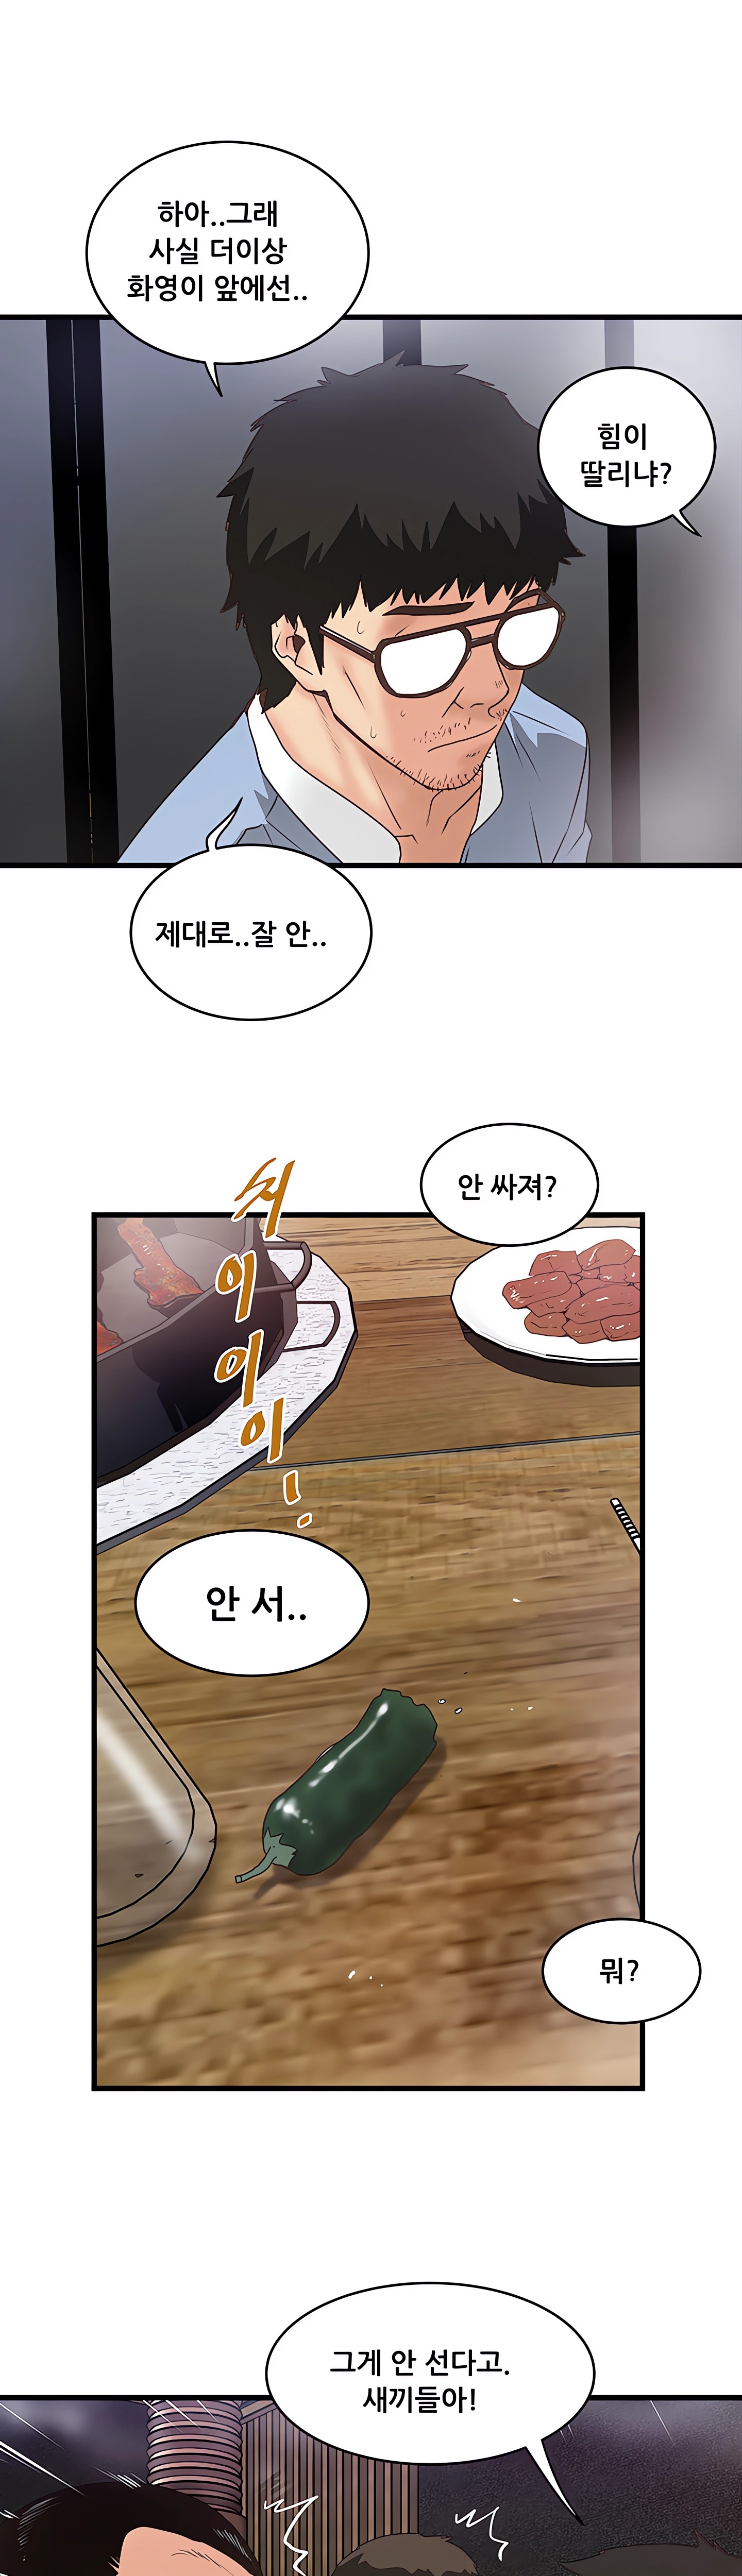 하아..그래
사실 더이상
화영이 앞에선..
힘이
딸리냐?
제대로..잘 안..
안 싸져?
치이이이!
안 서..
뭐?
그게 안 선다고.
새끼들아!